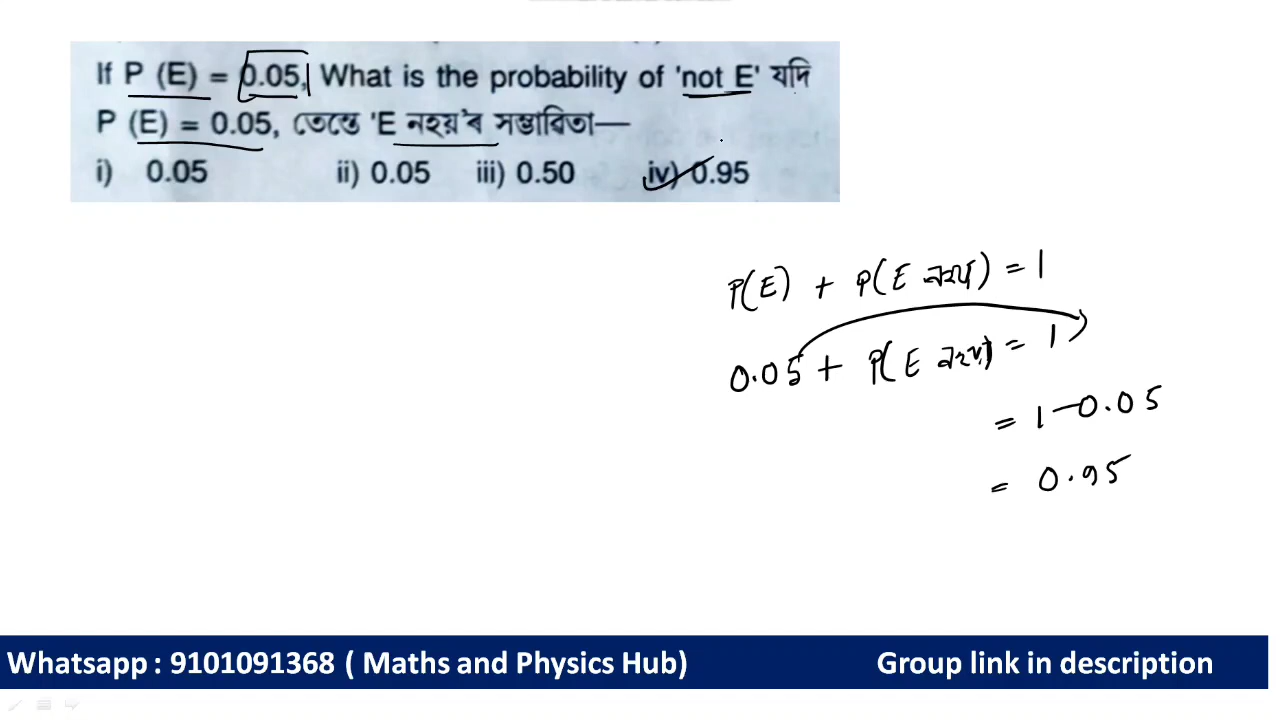 If P (E) = 0.05, What is the probability of 'not E' যদি
P (E) = 0.05, তেন্তে 'E নহয়'ৰ সম্ভাৱিতা—
i) 0.05 ii) 0.05 iii) 0.50 iv) 0.95
P(E) + P(E নহয়) = 1
0.05 + P(E নহয়) = 1
= 1 - 0.05
= 0.95
Whatsapp : 9101091368 ( Maths and Physics Hub) Group link in description